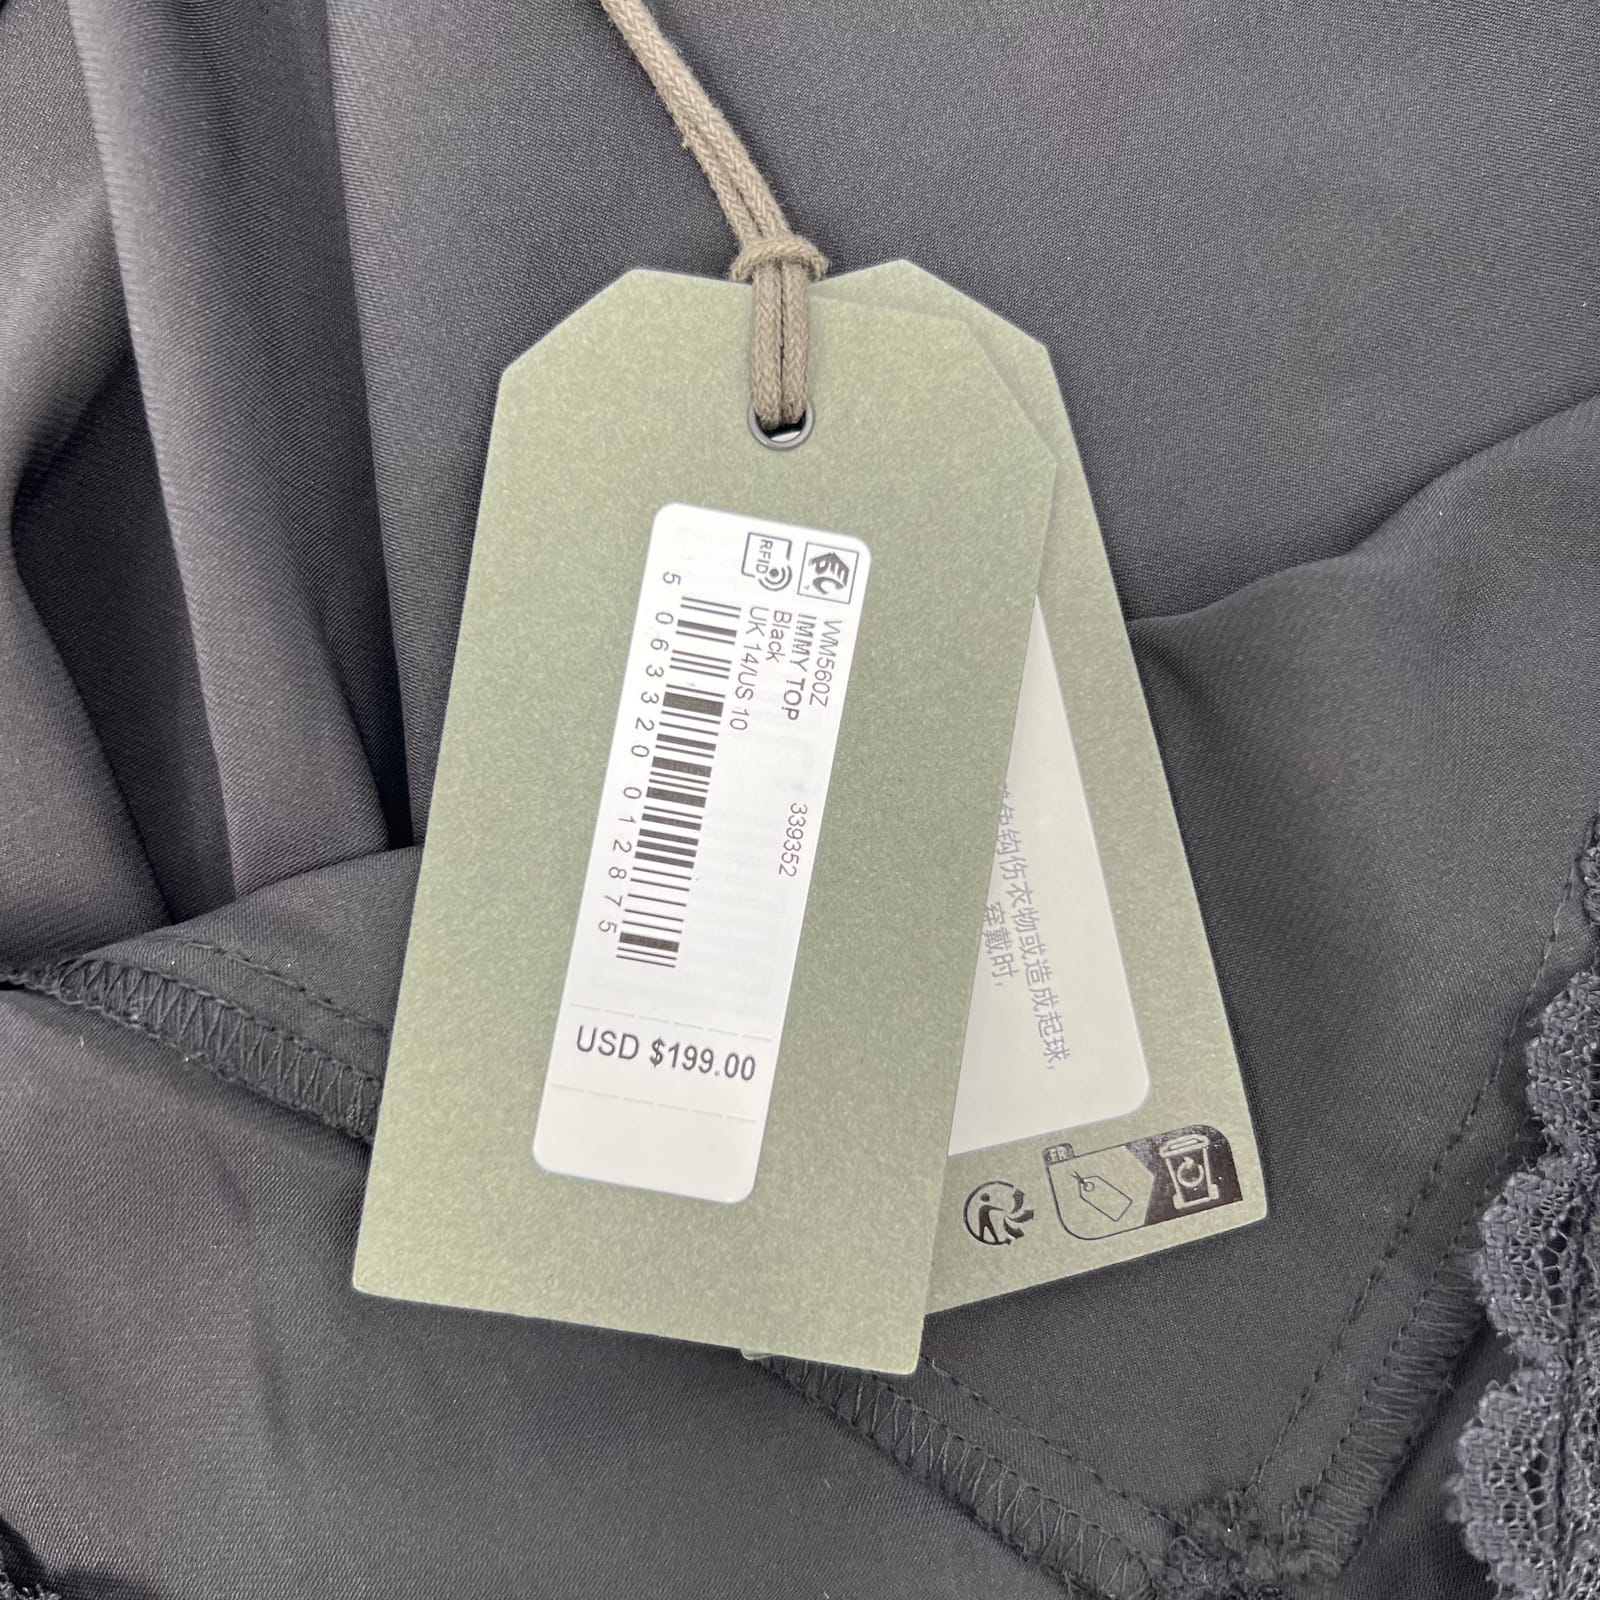 WM560Z
IMMY TOP
339352
Black
UK 14/US 10
RFID
5 063320 012875
USD $199.00
色钩伤衣物或造成起球,
穿戴时,
FR